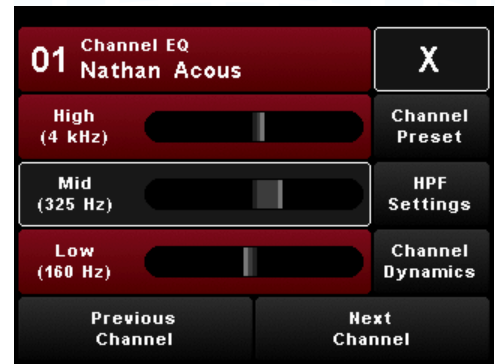 01 Channel EQ
Nathan Acous
X
High
(4 kHz)
Channel
Preset
Mid
(325 Hz)
HPF
Settings
Low
(160 Hz)
Channel
Dynamics
Previous
Channel
Next
Channel